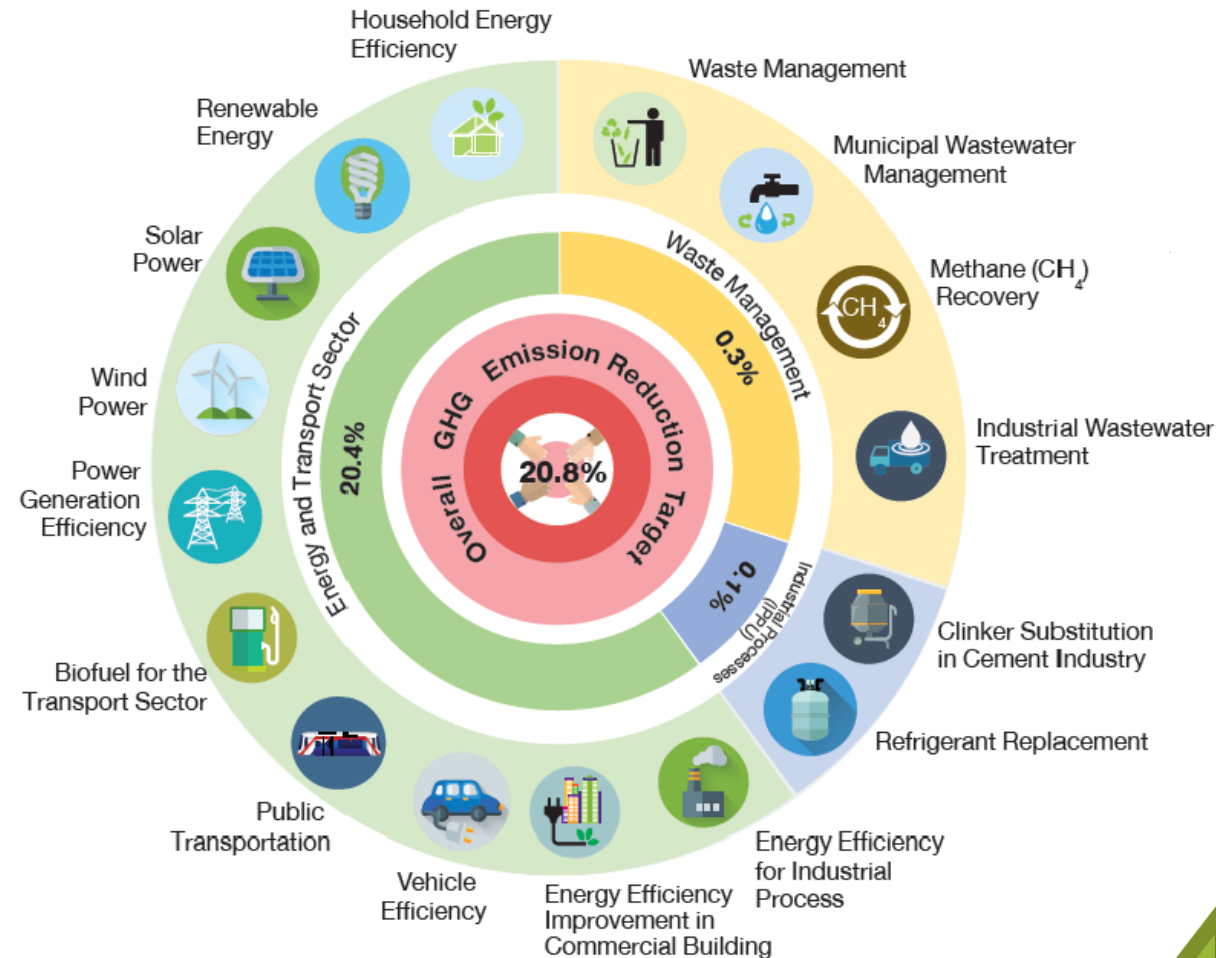 Household Energy
Efficiency
Waste Management
Renewable
Energy
Municipal Wastewater
Management
Solar
Power
Methane (CH4)
Recovery
CH4
Wind
Power
Industrial Wastewater
Treatment
Power
Generation
Efficiency
Clinker Substitution
in Cement Industry
Biofuel for the
Transport Sector
Refrigerant Replacement
Public
Transportation
Energy Efficiency
for Industrial
Process
Vehicle
Efficiency
Energy Efficiency
Improvement in
Commercial Building
Energy and Transport Sector
20.4%
Waste Management
0.3%
Industrial Processes
(IPPU)
0.1%
Overall GHG Emission Reduction Target
20.8%